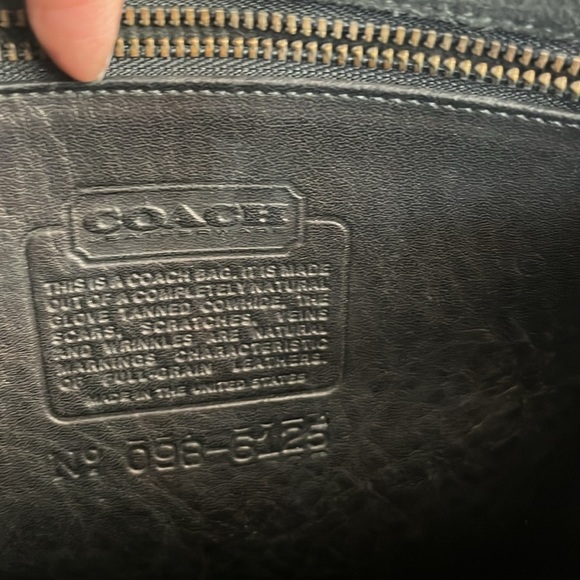 COACH
THIS IS A COACH BAG. IT IS MADE
OUT OF A COMPLETELY NATURAL
GLOVE TANNED COWHIDE. THE
SCARS, SCRATCHES, VEINS
AND WRINKLES ARE NATURAL
MARKINGS CHARACTERISTIC
OF FULL-GRAIN LEATHERS.
MADE IN THE UNITED STATES
Nº 098-6125